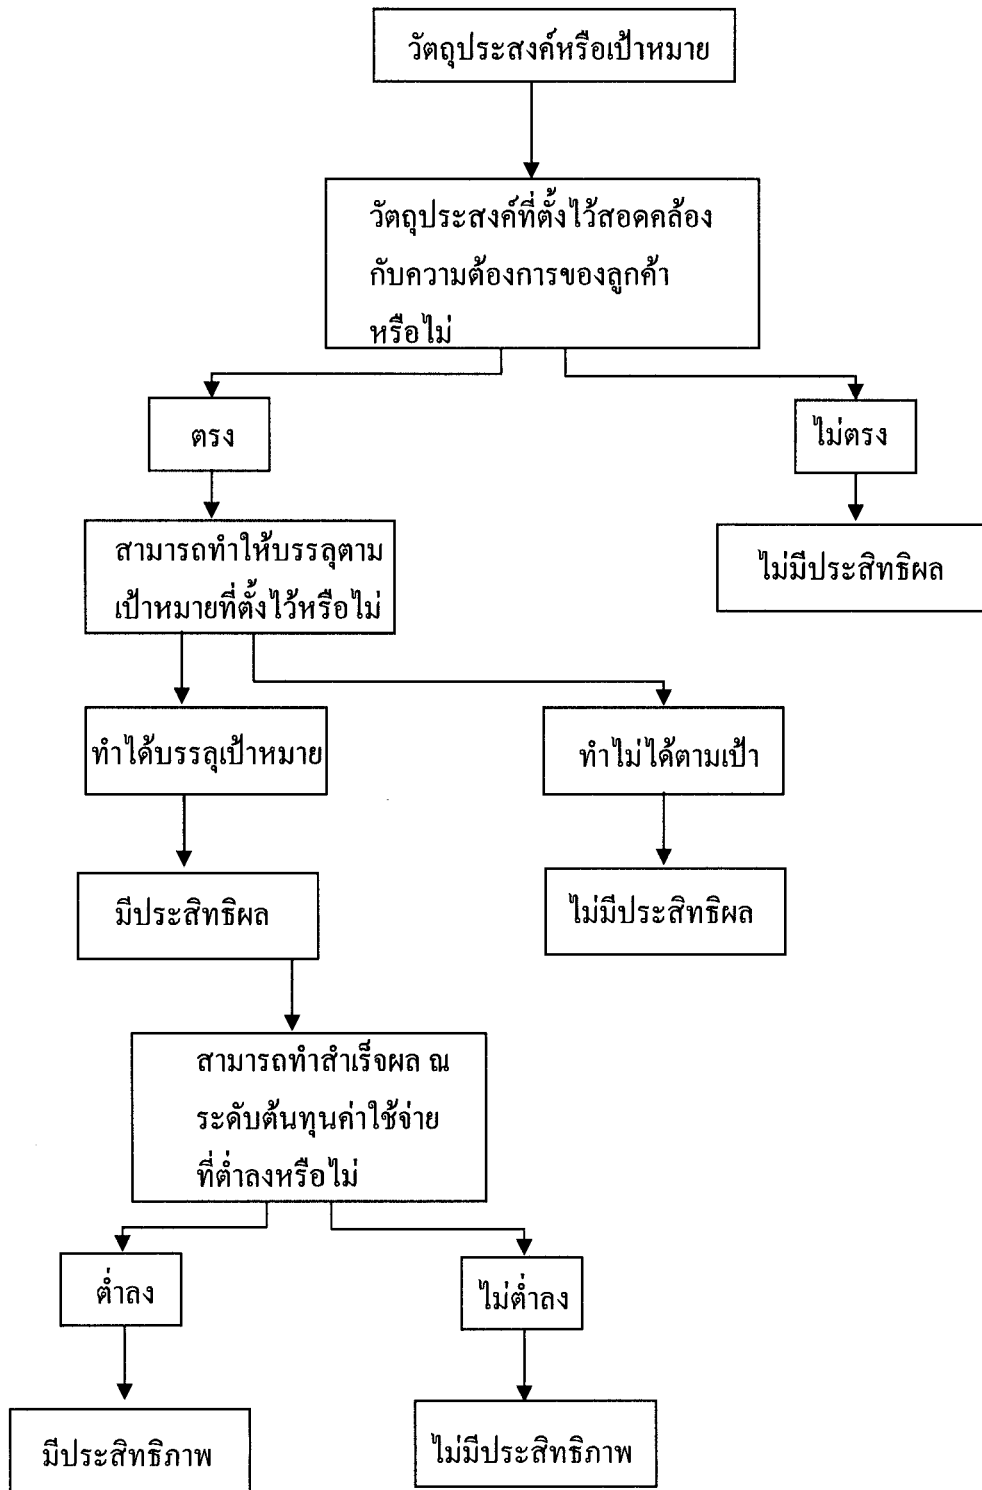 วัตถุประสงค์หรือเป้าหมาย
วัตถุประสงค์ที่ตั้งไว้สอดคล้อง
กับความต้องการของลูกค้า
หรือไม่
ตรง
ไม่ตรง
สามารถทำให้บรรลุตาม
เป้าหมายที่ตั้งไว้หรือไม่
ไม่มีประสิทธิผล
ทำได้บรรลุเป้าหมาย
ทำไม่ได้ตามเป้า
มีประสิทธิผล
ไม่มีประสิทธิผล
สามารถทำสำเร็จผล ณ
ระดับต้นทุนค่าใช้จ่าย
ที่ต่ำลงหรือไม่
ต่ำลง
ไม่ต่ำลง
มีประสิทธิภาพ
ไม่มีประสิทธิภาพ